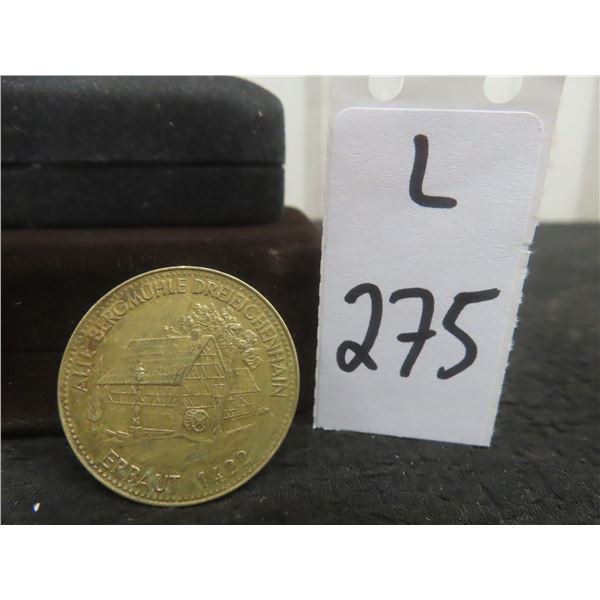 ALTE BERGMÜHLE DREIEICHENHAIN
ERBAUT 1422
L
275